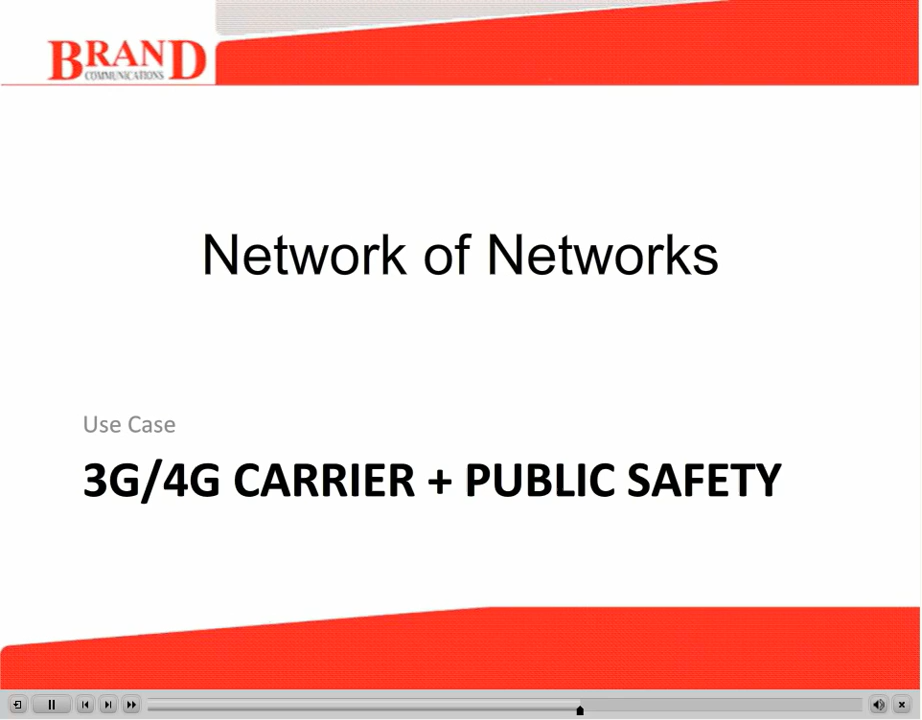 BRAND
COMMUNICATIONS
Network of Networks
Use Case
3G/4G CARRIER + PUBLIC SAFETY